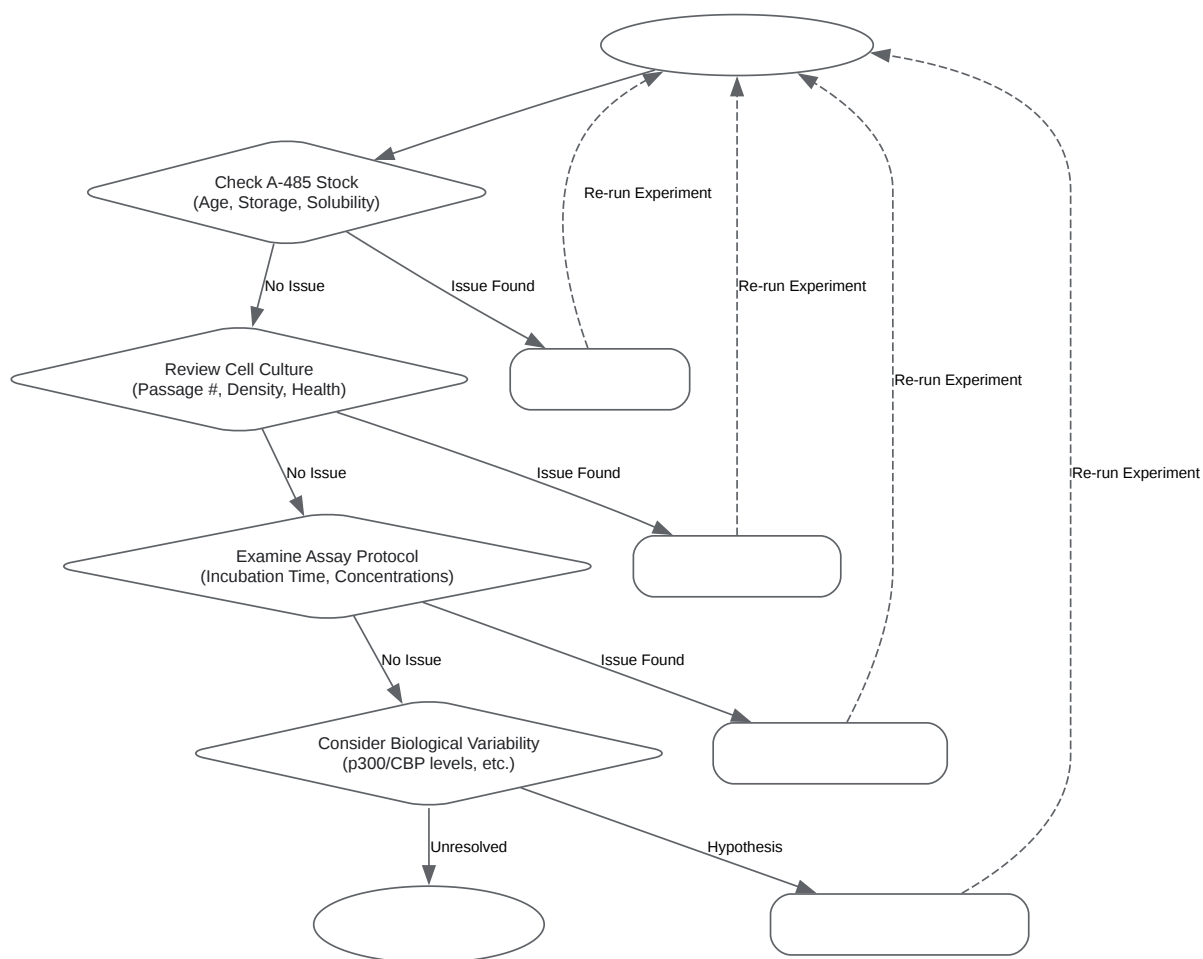 Check A-485 Stock
(Age, Storage, Solubility)
Re-run Experiment
No Issue
Issue Found
Re-run Experiment
Review Cell Culture
(Passage #, Density, Health)
Re-run Experiment
No Issue
Issue Found
Re-run Experiment
Examine Assay Protocol
(Incubation Time, Concentrations)
No Issue
Issue Found
Consider Biological Variability
(p300/CBP levels, etc.)
Unresolved
Hypothesis